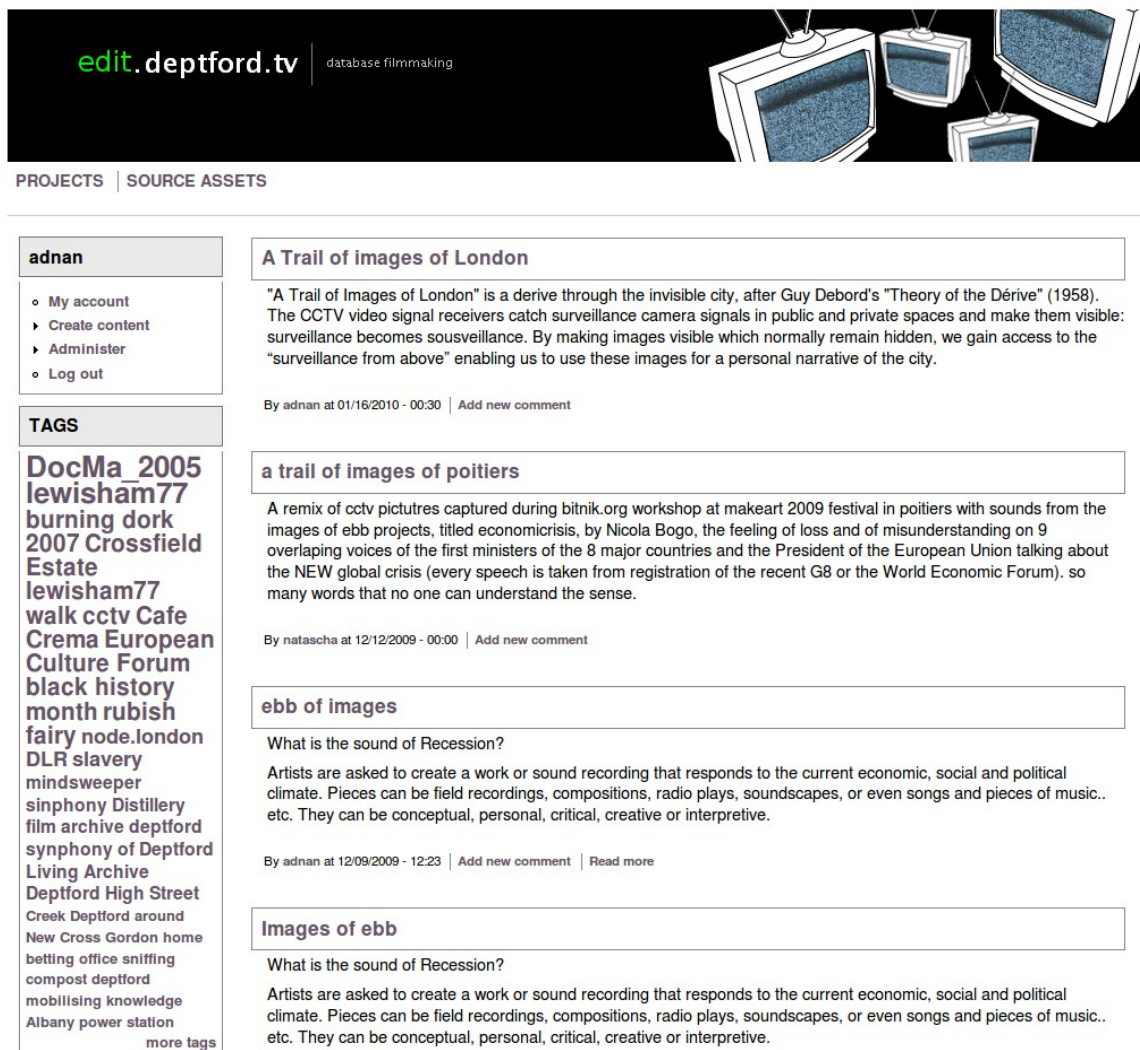 edit.deptford.tv | database filmmaking
PROJECTS | SOURCE ASSETS
adnan
My account
Create content
Administer
Log out
TAGS
DocMa_2005
lewisham77
burning dork
2007 Crossfield
Estate
lewisham77
walk cctv Cafe
Crema European
Culture Forum
black history
month rubish
fairy node.london
DLR slavery
mindsweeper
sinphony Distillery
film archive deptford
synphony of Deptford
Living Archive
Deptford High Street
Creek Deptford around
New Cross Gordon home
betting office sniffing
compost deptford
mobilising knowledge
Albany power station
more tags
A Trail of images of London
"A Trail of Images of London" is a derive through the invisible city, after Guy Debord's "Theory of the Dérive" (1958).
The CCTV video signal receivers catch surveillance camera signals in public and private spaces and make them visible:
surveillance becomes sousveillance. By making images visible which normally remain hidden, we gain access to the
“surveillance from above” enabling us to use these images for a personal narrative of the city.
By adnan at 01/16/2010 - 00:30 | Add new comment
a trail of images of poitiers
A remix of cctv pictutres captured during bitnik.org workshop at makeart 2009 festival in poitiers with sounds from the
images of ebb projects, titled economicrisis, by Nicola Bogo, the feeling of loss and of misunderstanding on 9
overlaping voices of the first ministers of the 8 major countries and the President of the European Union talking about
the NEW global crisis (every speech is taken from registration of the recent G8 or the World Economic Forum). so
many words that no one can understand the sense.
By natascha at 12/12/2009 - 00:00 | Add new comment
ebb of images
What is the sound of Recession?
Artists are asked to create a work or sound recording that responds to the current economic, social and political
climate. Pieces can be field recordings, compositions, radio plays, soundscapes, or even songs and pieces of music..
etc. They can be conceptual, personal, critical, creative or interpretive.
By adnan at 12/09/2009 - 12:23 | Add new comment | Read more
Images of ebb
What is the sound of Recession?
Artists are asked to create a work or sound recording that responds to the current economic, social and political
climate. Pieces can be field recordings, compositions, radio plays, soundscapes, or even songs and pieces of music..
etc. They can be conceptual, personal, critical, creative or interpretive.